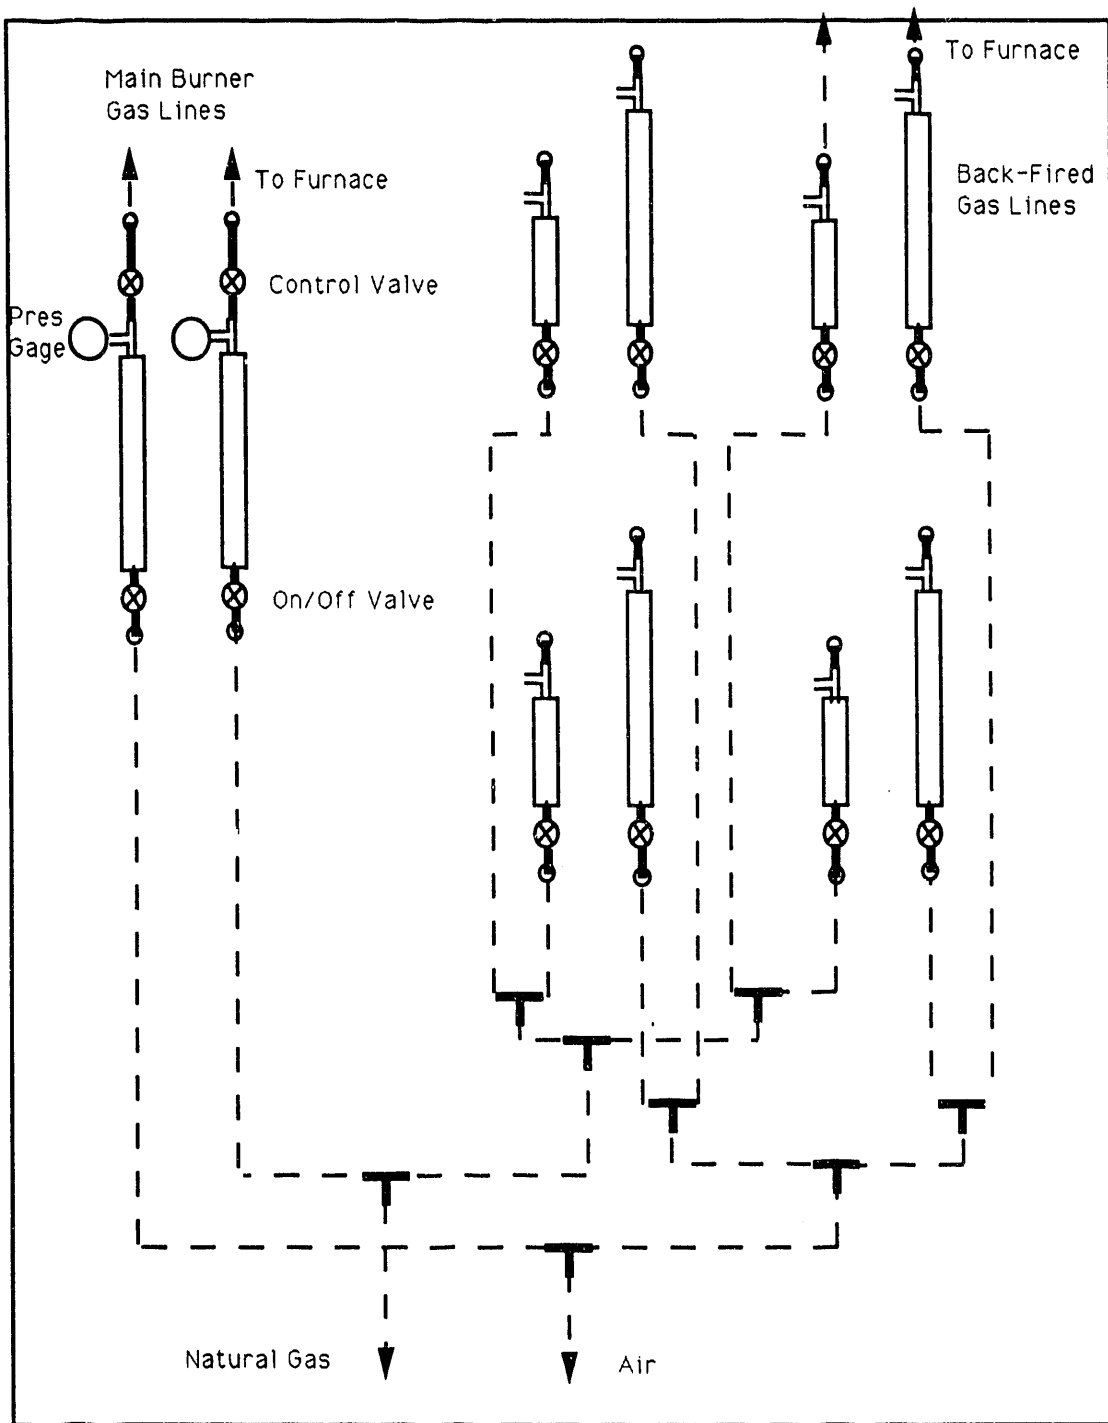 To Furnace
Main Burner
Gas Lines
To Furnace
Back-Fired
Gas Lines
Control Valve
Pres
Gage
On/Off Valve
Natural Gas
Air